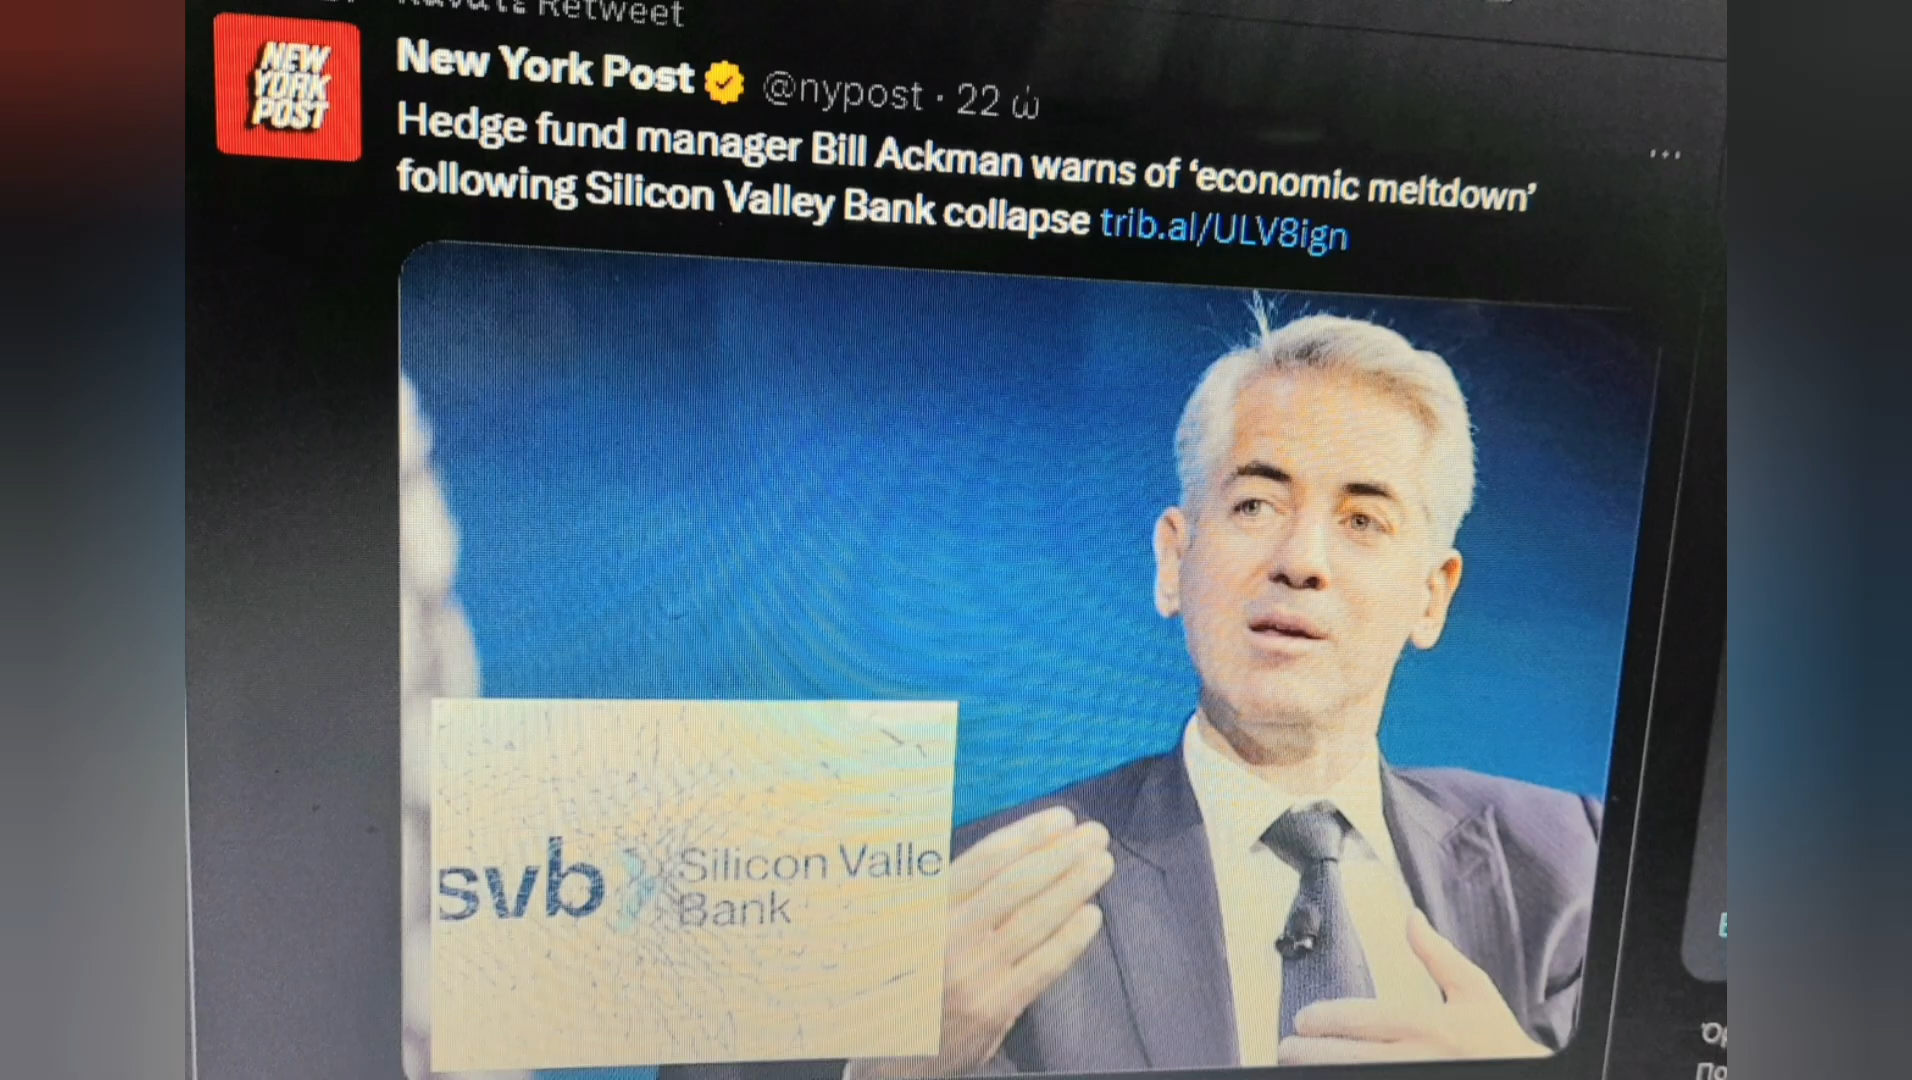 Retweet
NEW
YORK
POST
New York Post @nypost · 22 ώ
Hedge fund manager Bill Ackman warns of ‘economic meltdown’
following Silicon Valley Bank collapse trib.al/ULV8ign
svb Silicon Valle
Bank